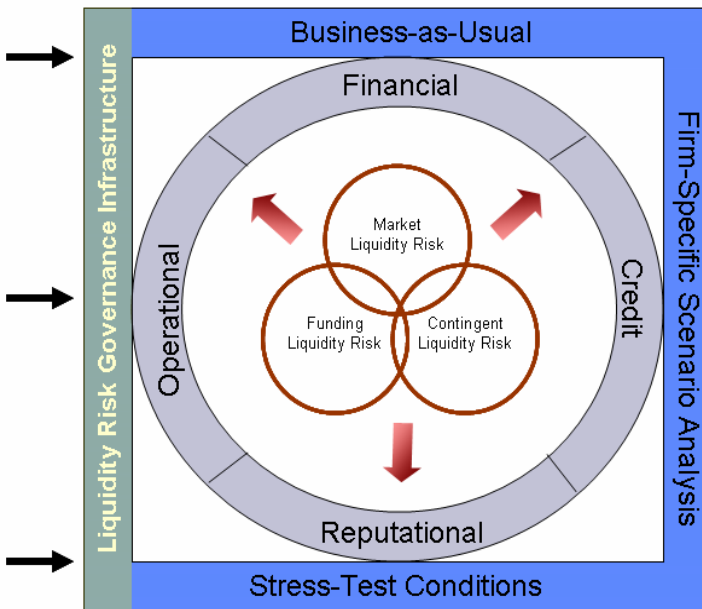 Business-as-Usual
Liquidity Risk Governance Infrastructure
Financial
Firm-Specific Scenario Analysis
Operational
Market
Liquidity Risk
Credit
Funding
Liquidity Risk
Contingent
Liquidity Risk
Reputational
Stress-Test Conditions